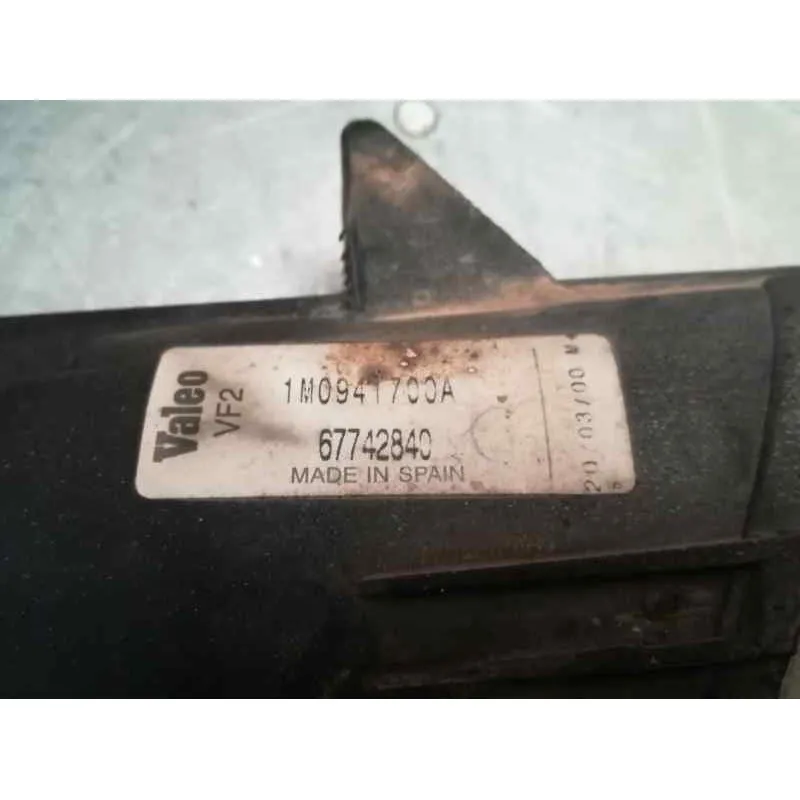 Valeo
VF2
1M0941700A
67742840
MADE IN SPAIN
20/03/00 M